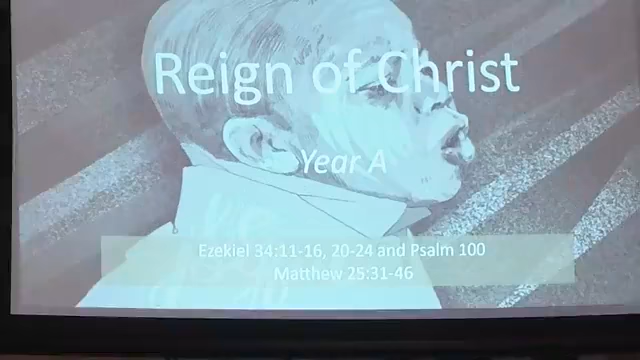 Reign of Christ
Year A
Ezekiel 34:11-16, 20-24 and Psalm 100
Matthew 25:31-46